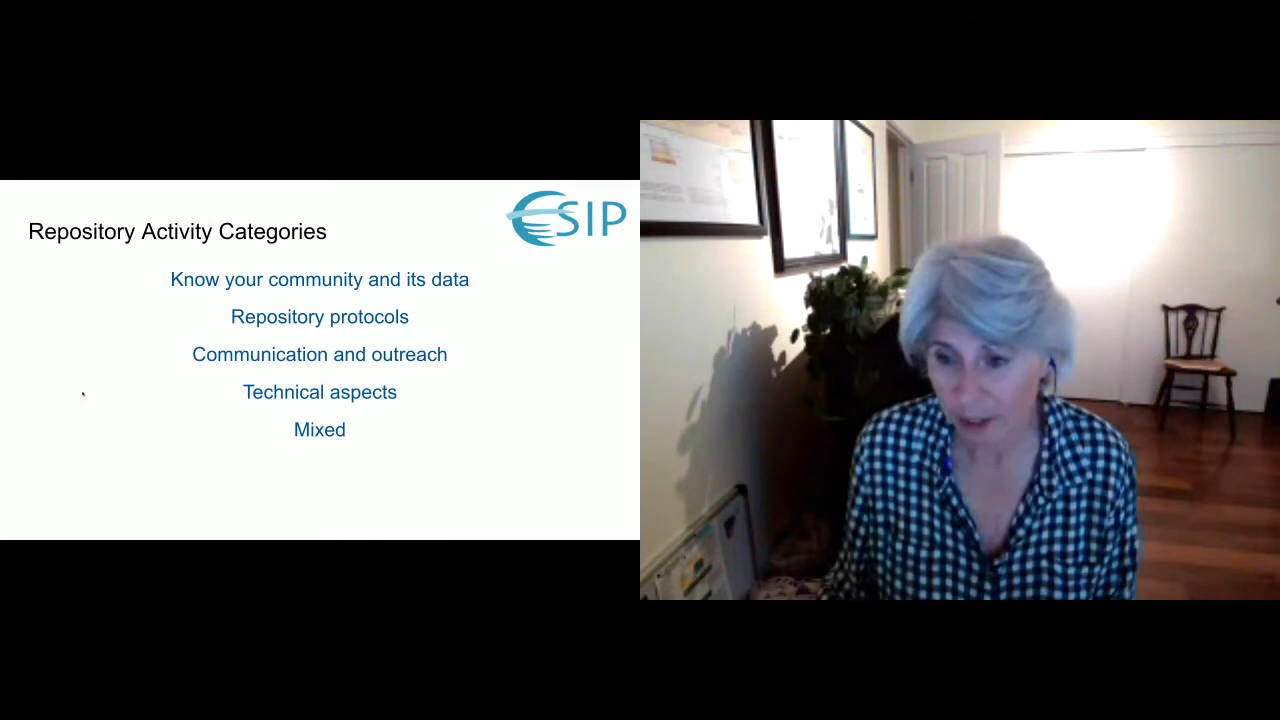 ESIP
Repository Activity Categories
Know your community and its data
Repository protocols
Communication and outreach
Technical aspects
Mixed